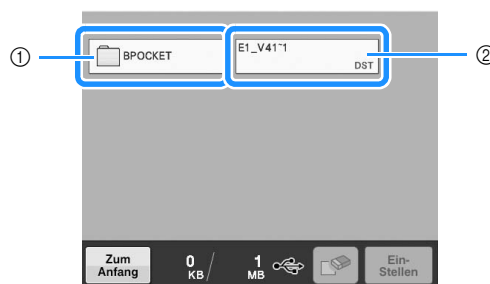 ① BPOCKET E1_V41~1 DST ②
Zum Anfang 0 KB / 1 MB Ein-Stellen